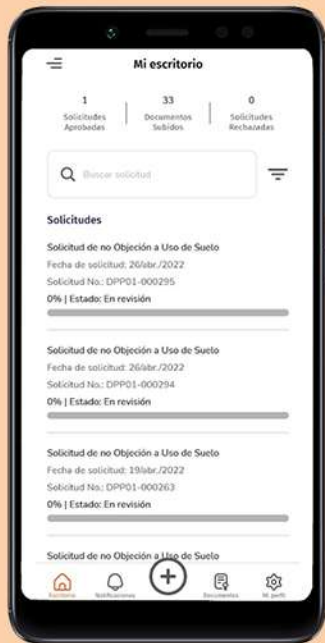 Mi escritorio
1 33 0
Solicitudes Documentos Solicitudes
Aprobadas Subidos Rechazadas
Buscar solicitud
Solicitudes
Solicitud de no Objeción a Uso de Suelo
Fecha de solicitud: 26/abr./2022
Solicitud No.: DPP01-000295
0% | Estado: En revisión
Solicitud de no Objeción a Uso de Suelo
Fecha de solicitud: 26/abr./2022
Solicitud No.: DPP01-000294
0% | Estado: En revisión
Solicitud de no Objeción a Uso de Suelo
Fecha de solicitud: 19/abr./2022
Solicitud No.: DPP01-000263
0% | Estado: En revisión
Solicitud de no Objeción a Uso de Suelo
Escritorio Notificaciones Documentos Mi perfil